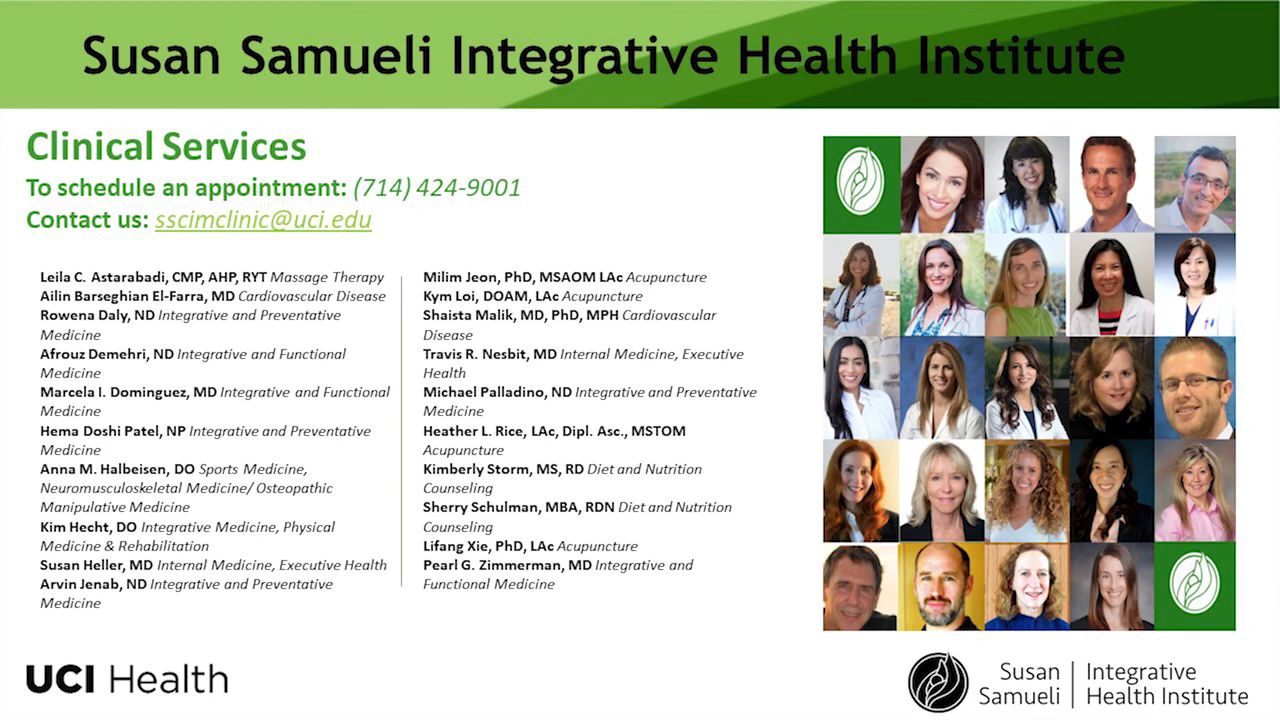 Susan Samueli Integrative Health Institute
Clinical Services
To schedule an appointment: (714) 424-9001
Contact us: sscimclinic@uci.edu
Leila C. Astarabadi, CMP, AHP, RYT Massage Therapy
Ailin Barseghian El-Farra, MD Cardiovascular Disease
Rowena Daly, ND Integrative and Preventative
Medicine
Afrouz Demehri, ND Integrative and Functional
Medicine
Marcela I. Dominguez, MD Integrative and Functional
Medicine
Hema Doshi Patel, NP Integrative and Preventative
Medicine
Anna M. Halbeisen, DO Sports Medicine,
Neuromusculoskeletal Medicine/ Osteopathic
Manipulative Medicine
Kim Hecht, DO Integrative Medicine, Physical
Medicine & Rehabilitation
Susan Heller, MD Internal Medicine, Executive Health
Arvin Jenab, ND Integrative and Preventative
Medicine
Milim Jeon, PhD, MSAOM LAc Acupuncture
Kym Loi, DOAM, LAc Acupuncture
Shaista Malik, MD, PhD, MPH Cardiovascular
Disease
Travis R. Nesbit, MD Internal Medicine, Executive
Health
Michael Palladino, ND Integrative and Preventative
Medicine
Heather L. Rice, LAc, Dipl. Asc., MSTOM
Acupuncture
Kimberly Storm, MS, RD Diet and Nutrition
Counseling
Sherry Schulman, MBA, RDN Diet and Nutrition
Counseling
Lifang Xie, PhD, LAc Acupuncture
Pearl G. Zimmerman, MD Integrative and
Functional Medicine
UCI Health
Susan Samueli
Integrative Health Institute